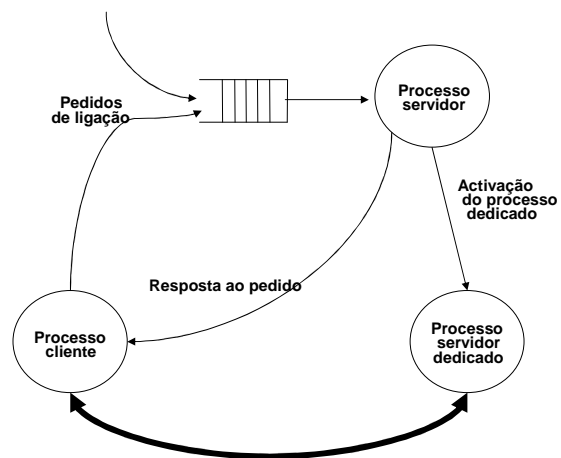 Pedidos
de ligação
Processo
servidor
Activação
do processo
dedicado
Resposta ao pedido
Processo
cliente
Processo
servidor
dedicado